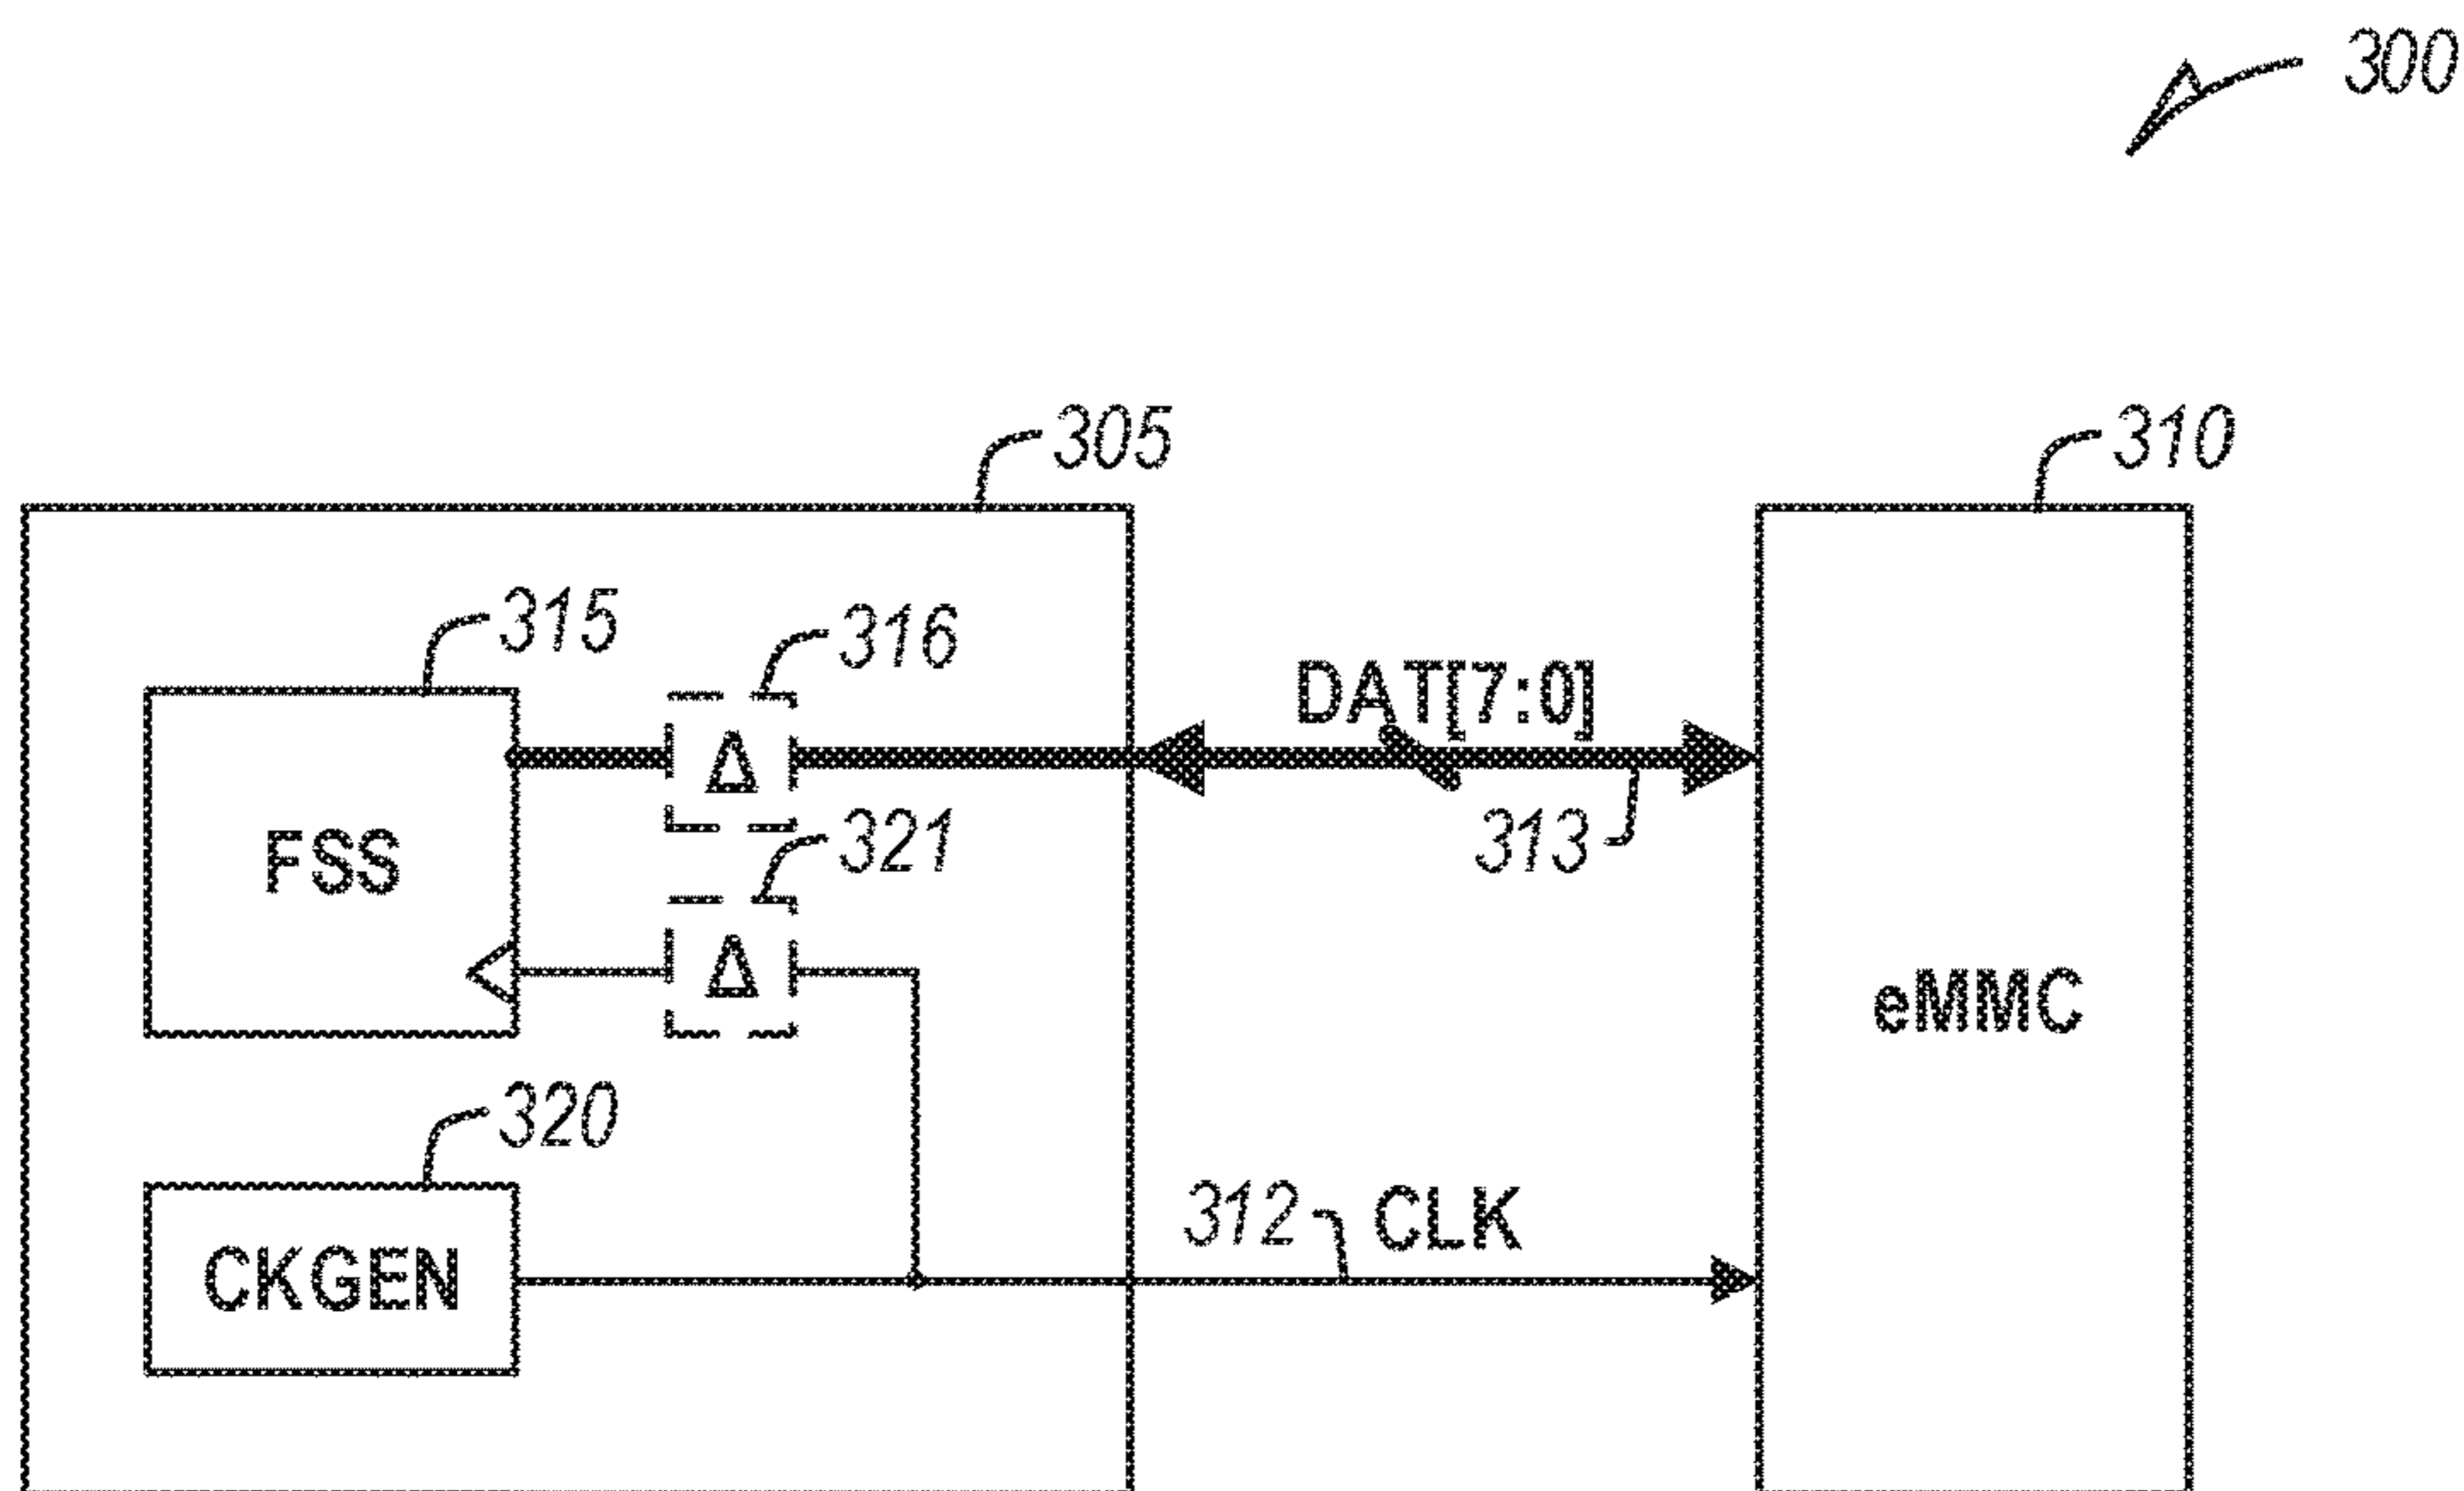 300
305
310
315
316
DAT[7:0]
Δ
313
321
FSS
Δ
eMMC
320
312
CLK
CKGEN